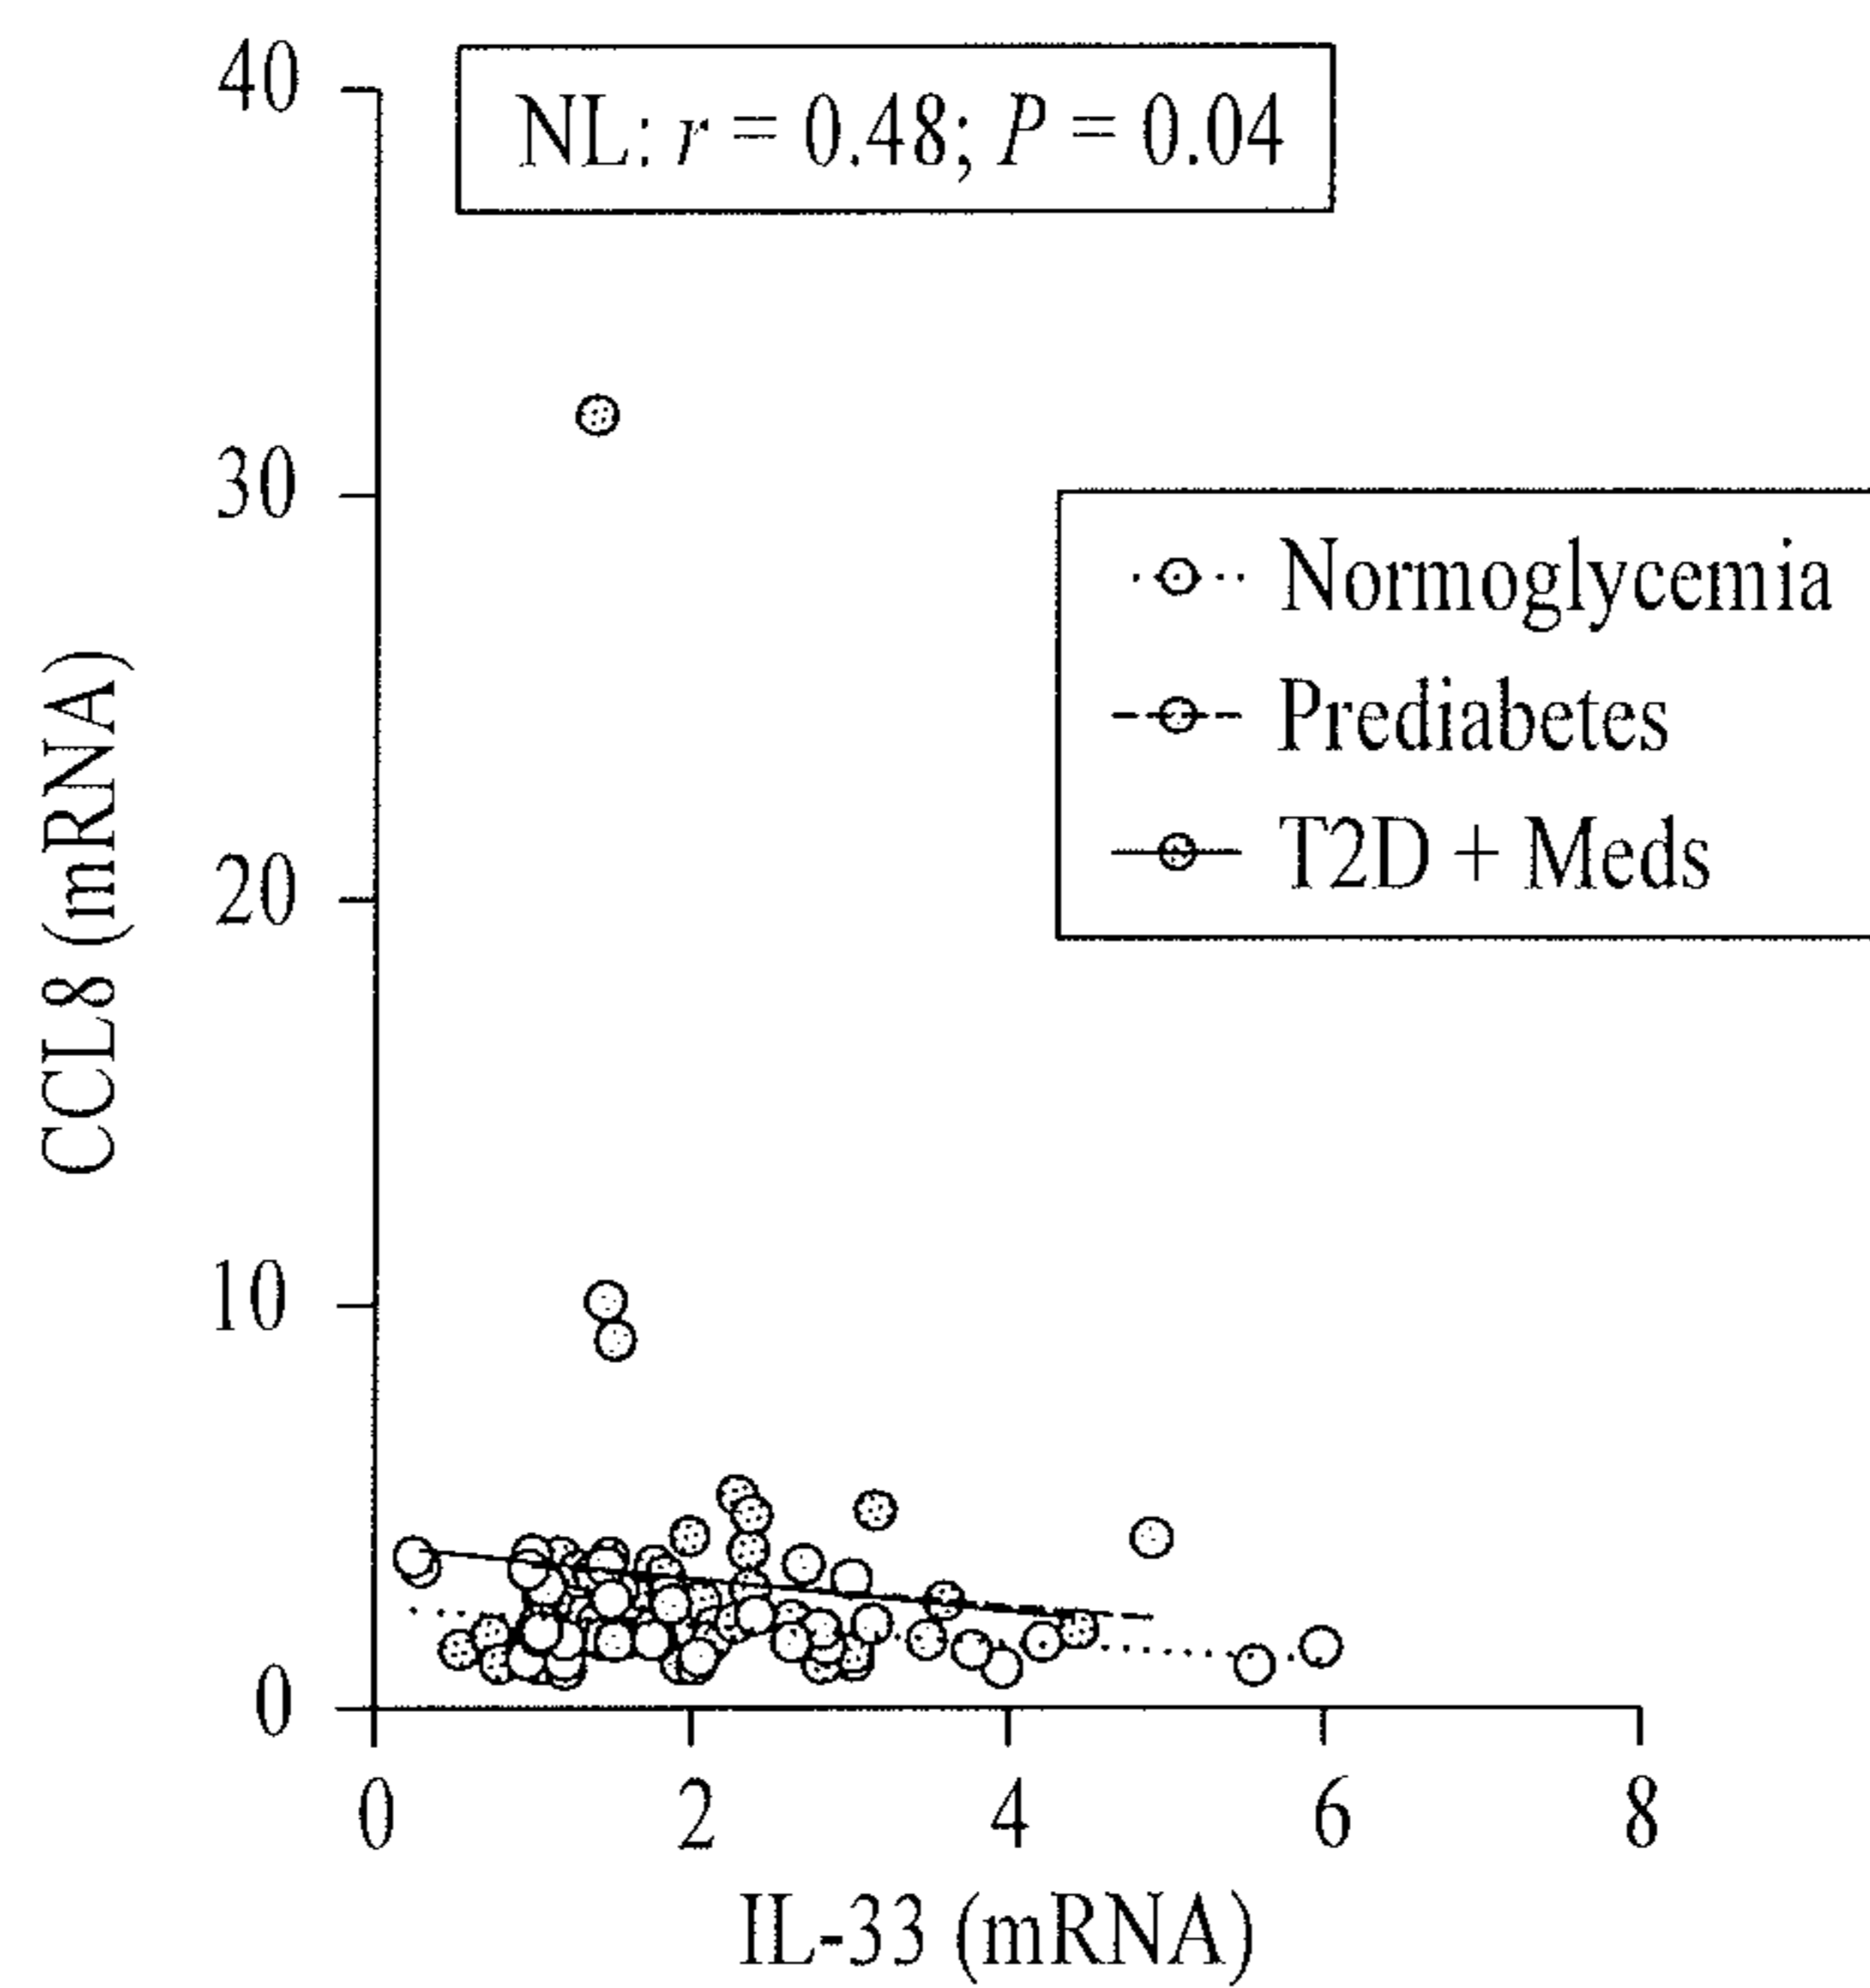 40
NL: r = 0.48; P = 0.04
30
Normoglycemia
Prediabetes
T2D + Meds
20
CCL8 (mRNA)
10
0
0 2 4 6 8
IL-33 (mRNA)